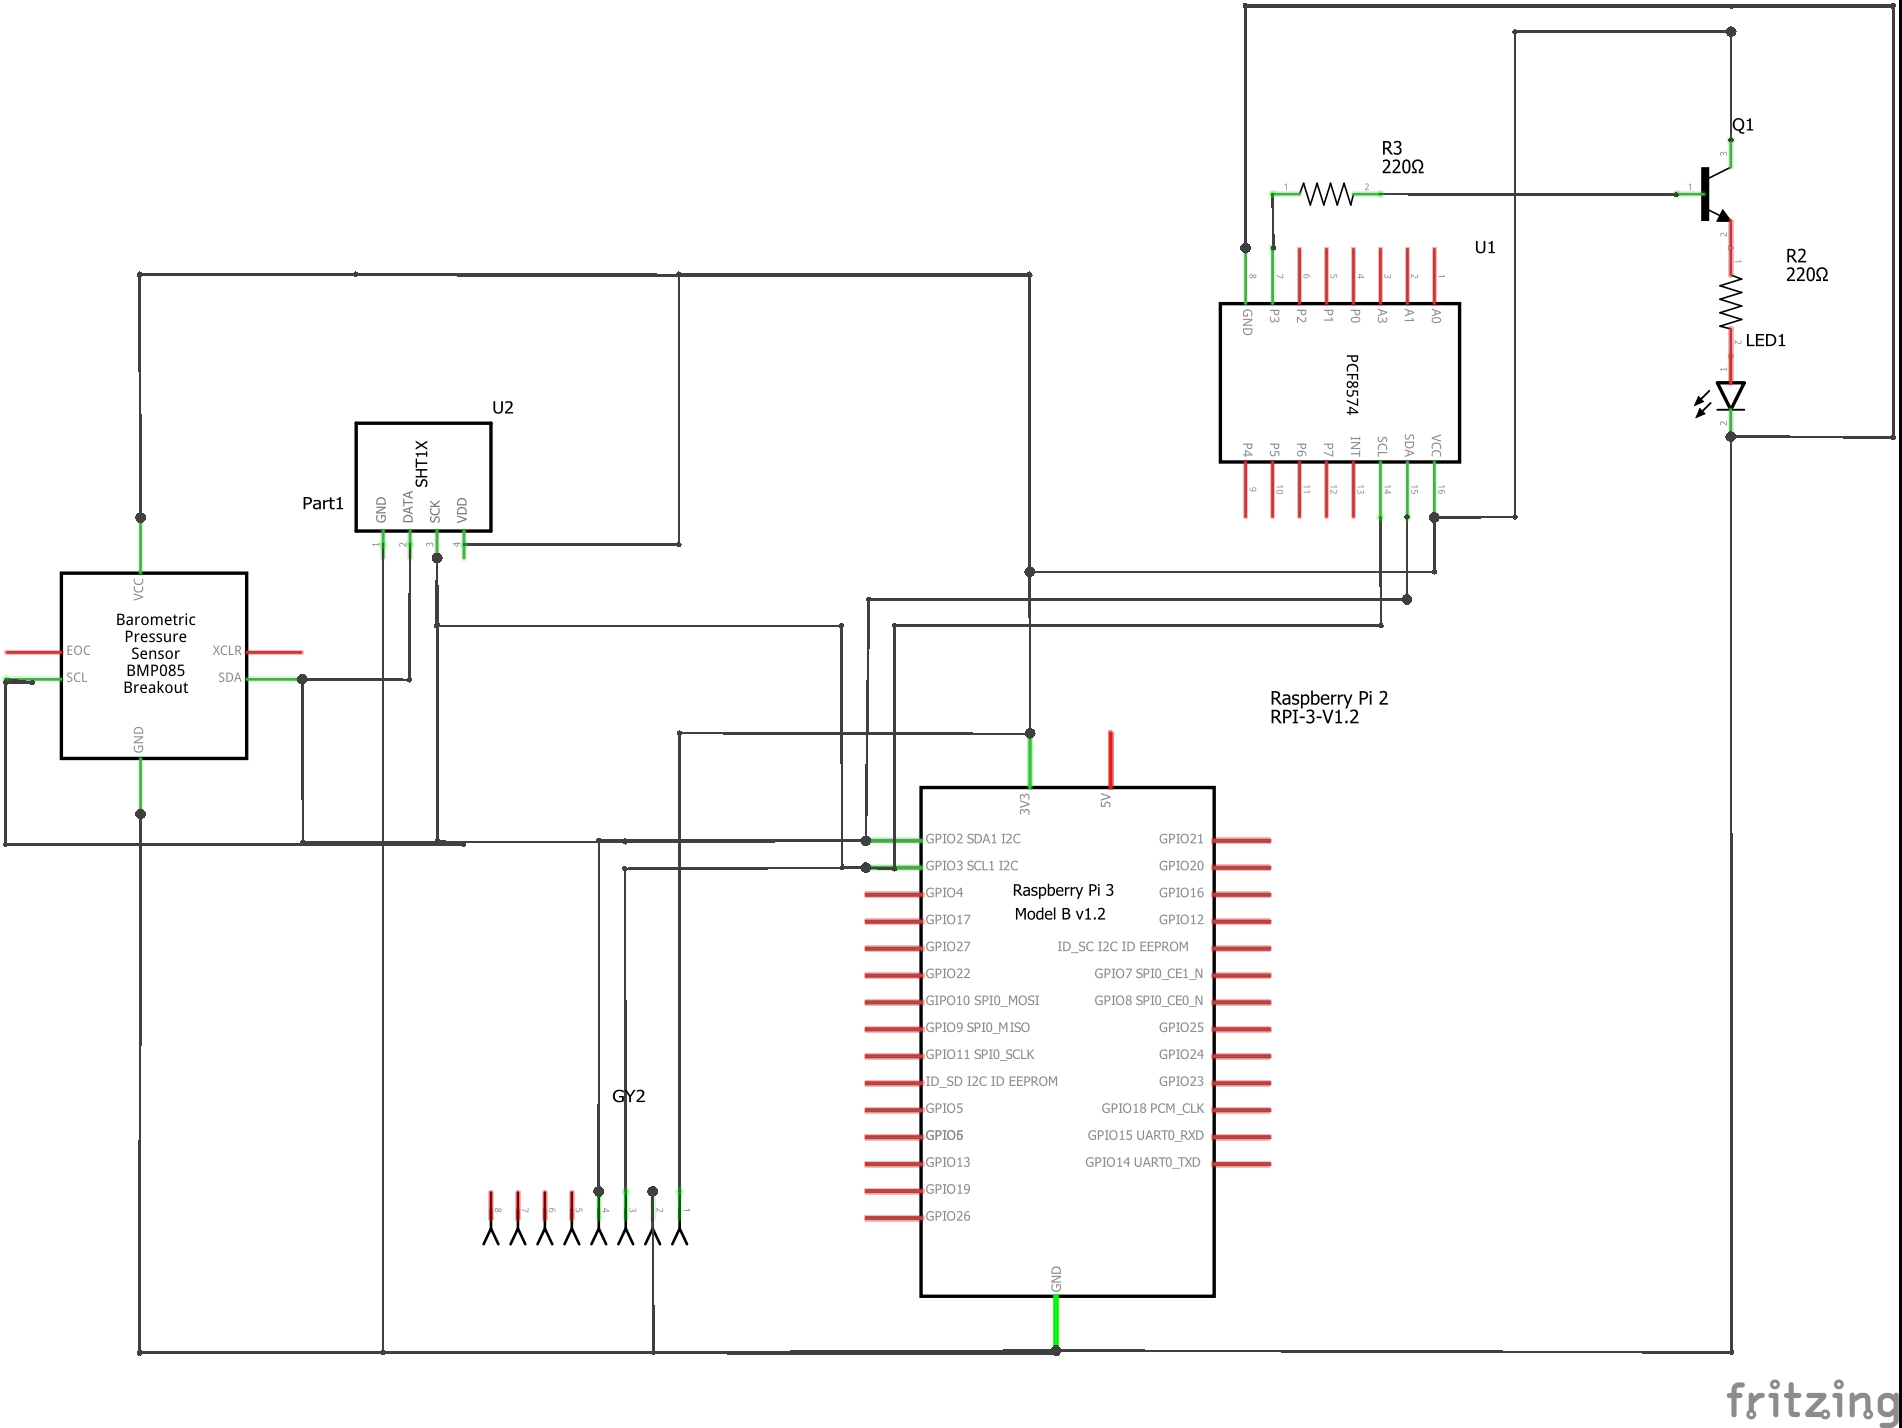 Q1
3
R3
220Ω
1
2
1
2
U1
R2
220Ω
1
2
LED1
1
2
8
7
6
5
4
3
2
1
GND
P3
P2
P1
P0
A3
A1
A0
PCF8574
P4
P5
P6
P7
INT
SCL
SDA
VCC
9
10
11
12
13
14
15
16
U2
SHT1X
Part1
GND
DATA
SCK
VDD
1
2
3
4
VCC
Barometric
Pressure
Sensor
BMP085
Breakout
EOC
SCL
XCLR
SDA
GND
Raspberry Pi 2
RPI-3-V1.2
3V3
5V
GPIO2 SDA1 I2C
GPIO3 SCL1 I2C
GPIO4
GPIO17
GPIO27
GPIO22
GIPO10 SPI0_MOSI
GPIO9 SPI0_MISO
GPIO11 SPI0_SCLK
ID_SD I2C ID EEPROM
GPIO5
GPIO6
GPIO13
GPIO19
GPIO26
Raspberry Pi 3
Model B v1.2
GPIO21
GPIO20
GPIO16
GPIO12
ID_SC I2C ID EEPROM
GPIO7 SPI0_CE1_N
GPIO8 SPI0_CE0_N
GPIO25
GPIO24
GPIO23
GPIO18 PCM_CLK
GPIO15 UART0_RXD
GPIO14 UART0_TXD
GND
GY2
8
7
6
5
4
3
2
1
fritzing